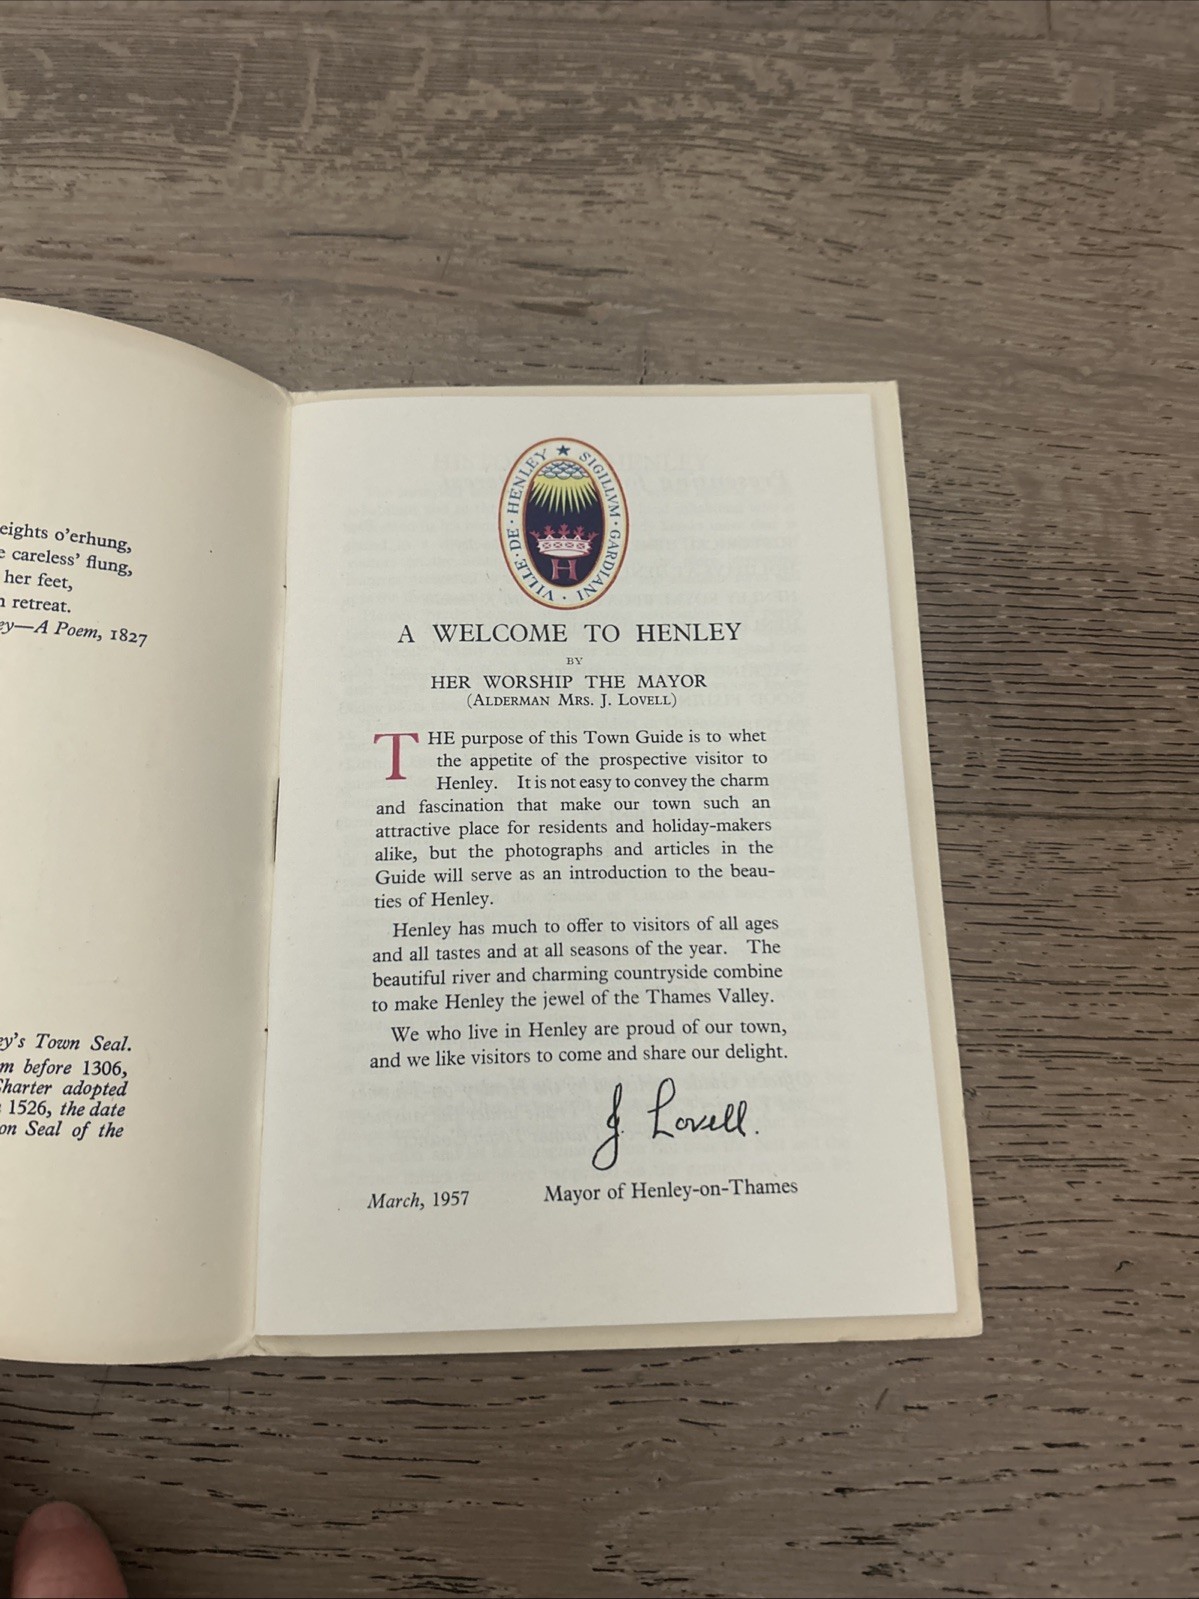 eights o'erhung,
careless' flung,
her feet,
retreat.
A Poem, 1827
Town Seal.
before 1306,
Charter adopted
1526, the date
on Seal of the
SIGILLVM · GARDIANI · VILLE · DE · HENLEY
H
A WELCOME TO HENLEY
BY
HER WORSHIP THE MAYOR
(ALDERMAN MRS. J. LOVELL)
THE purpose of this Town Guide is to whet
the appetite of the prospective visitor to
Henley. It is not easy to convey the charm
and fascination that make our town such an
attractive place for residents and holiday-makers
alike, but the photographs and articles in the
Guide will serve as an introduction to the beau-
ties of Henley.
Henley has much to offer to visitors of all ages
and all tastes and at all seasons of the year. The
beautiful river and charming countryside combine
to make Henley the jewel of the Thames Valley.
We who live in Henley are proud of our town,
and we like visitors to come and share our delight.
J. Lovell.
March, 1957 Mayor of Henley-on-Thames